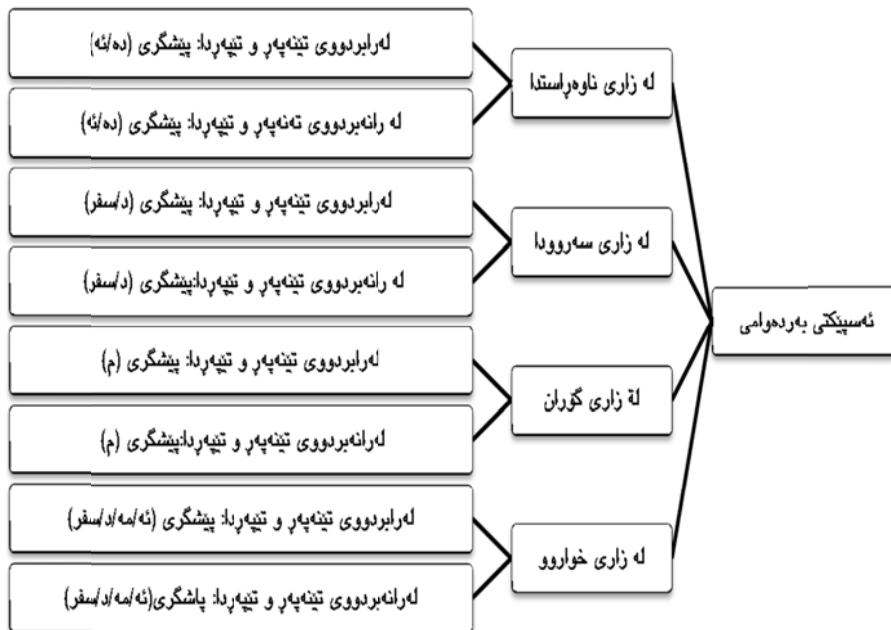 ئەسپێکتی بەردەوامی
لە زاری ناوەڕاستدا
لەرابردووی تێنەپەڕ و تێپەڕدا: پێشگری (دە/ئە)
لە رانەبردووی تەنەپەڕ و تێپەڕدا: پێشگری (دە/ئە)
لە زاری سەروودا
لەرابردووی تێنەپەڕ و تێپەڕدا: پێشگری (د/سفر)
لە رانەبردووی تێنەپەڕ و تێپەڕدا:پێشگری (د/سفر)
لة زاری گۆران
لەرابردووی تێنەپەڕ و تێپەڕدا: پێشگری (م)
لەرانەبردووی تێنەپەڕ و تێپەڕدا:پێشگری (م)
لە زاری خواروو
لەرابردووی تێنەپەڕ و تێپەڕدا: پێشگری (ئە/مە/د/سفر)
لەرانەبردووی تێنەپەڕ و تێپەڕدا: پاشگری(ئە/مە/د/سفر)